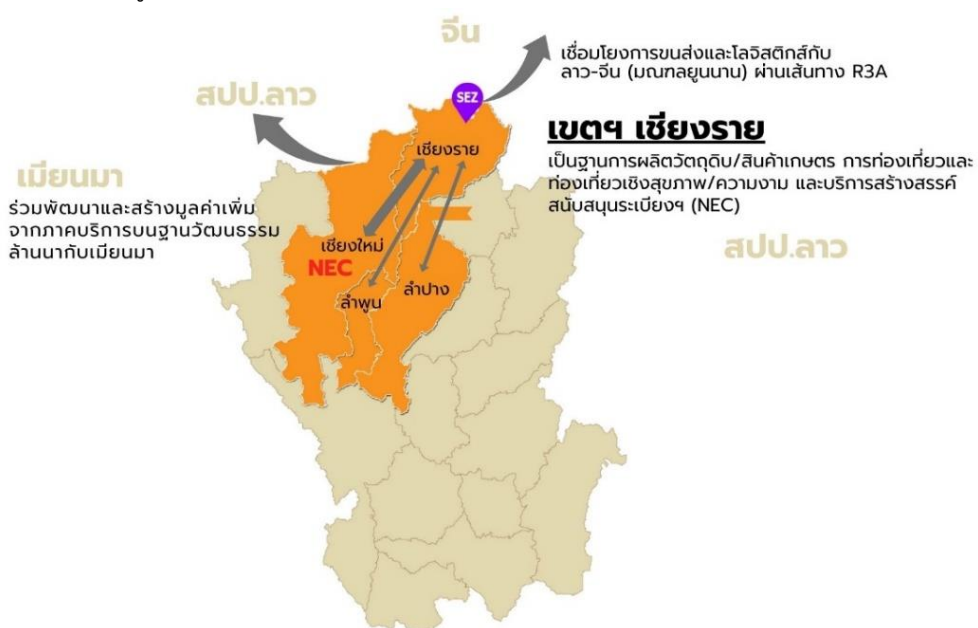 จีน
เชื่อมโยงการขนส่งและโลจิสติกส์กับ
ลาว-จีน (มณฑลยูนนาน) ผ่านเส้นทาง R3A
สปป.ลาว
SEZ
เขตฯ เชียงราย
เชียงราย
เป็นฐานการผลิตวัตถุดิบ/สินค้าเกษตร การท่องเที่ยวและ
ท่องเที่ยวเชิงสุขภาพ/ความงาม และบริการสร้างสรรค์
สนับสนุนระเบียงฯ (NEC)
เมียนมา
ร่วมพัฒนาและสร้างมูลค่าเพิ่ม
จากภาคบริการบนฐานวัฒนธรรม
ล้านนากับเมียนมา
เชียงใหม่
NEC
สปป.ลาว
ลำพูน
ลำปาง